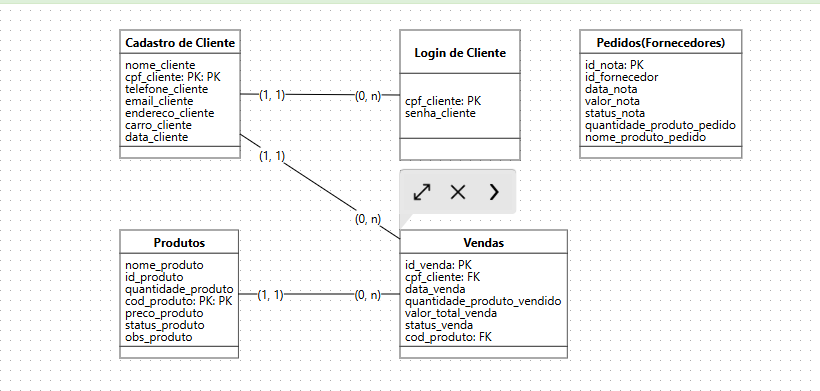 Cadastro de Cliente
nome_cliente
cpf_cliente: PK: PK
telefone_cliente
email_cliente
endereco_cliente
carro_cliente
data_cliente
(1, 1)
(0, n)
Login de Cliente
cpf_cliente: PK
senha_cliente
Pedidos(Fornecedores)
id_nota: PK
id_fornecedor
data_nota
valor_nota
status_nota
quantidade_produto_pedido
nome_produto_pedido
(1, 1)
(0, n)
Produtos
nome_produto
id_produto
quantidade_produto
cod_produto: PK: PK
preco_produto
status_produto
obs_produto
(1, 1)
(0, n)
Vendas
id_venda: PK
cpf_cliente: FK
data_venda
quantidade_produto_vendido
valor_total_venda
status_venda
cod_produto: FK